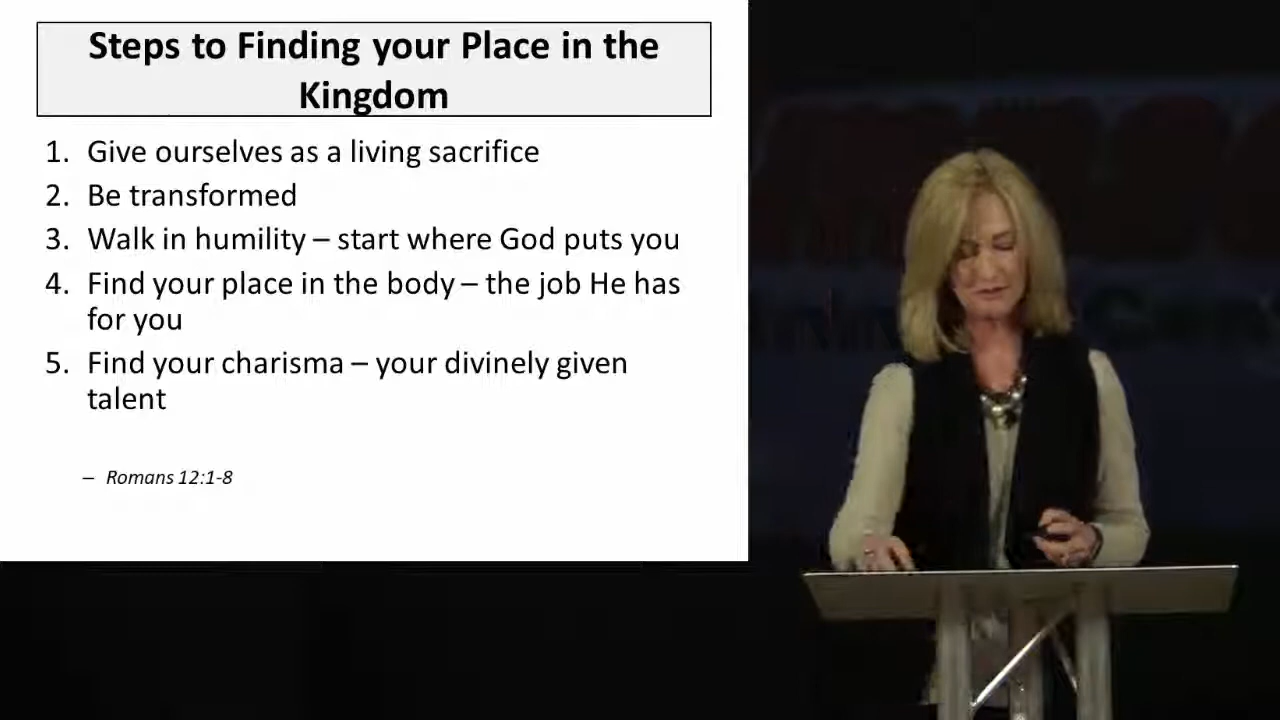 Steps to Finding your Place in the
Kingdom
1. Give ourselves as a living sacrifice
2. Be transformed
3. Walk in humility – start where God puts you
4. Find your place in the body – the job He has
for you
5. Find your charisma – your divinely given
talent
– Romans 12:1-8